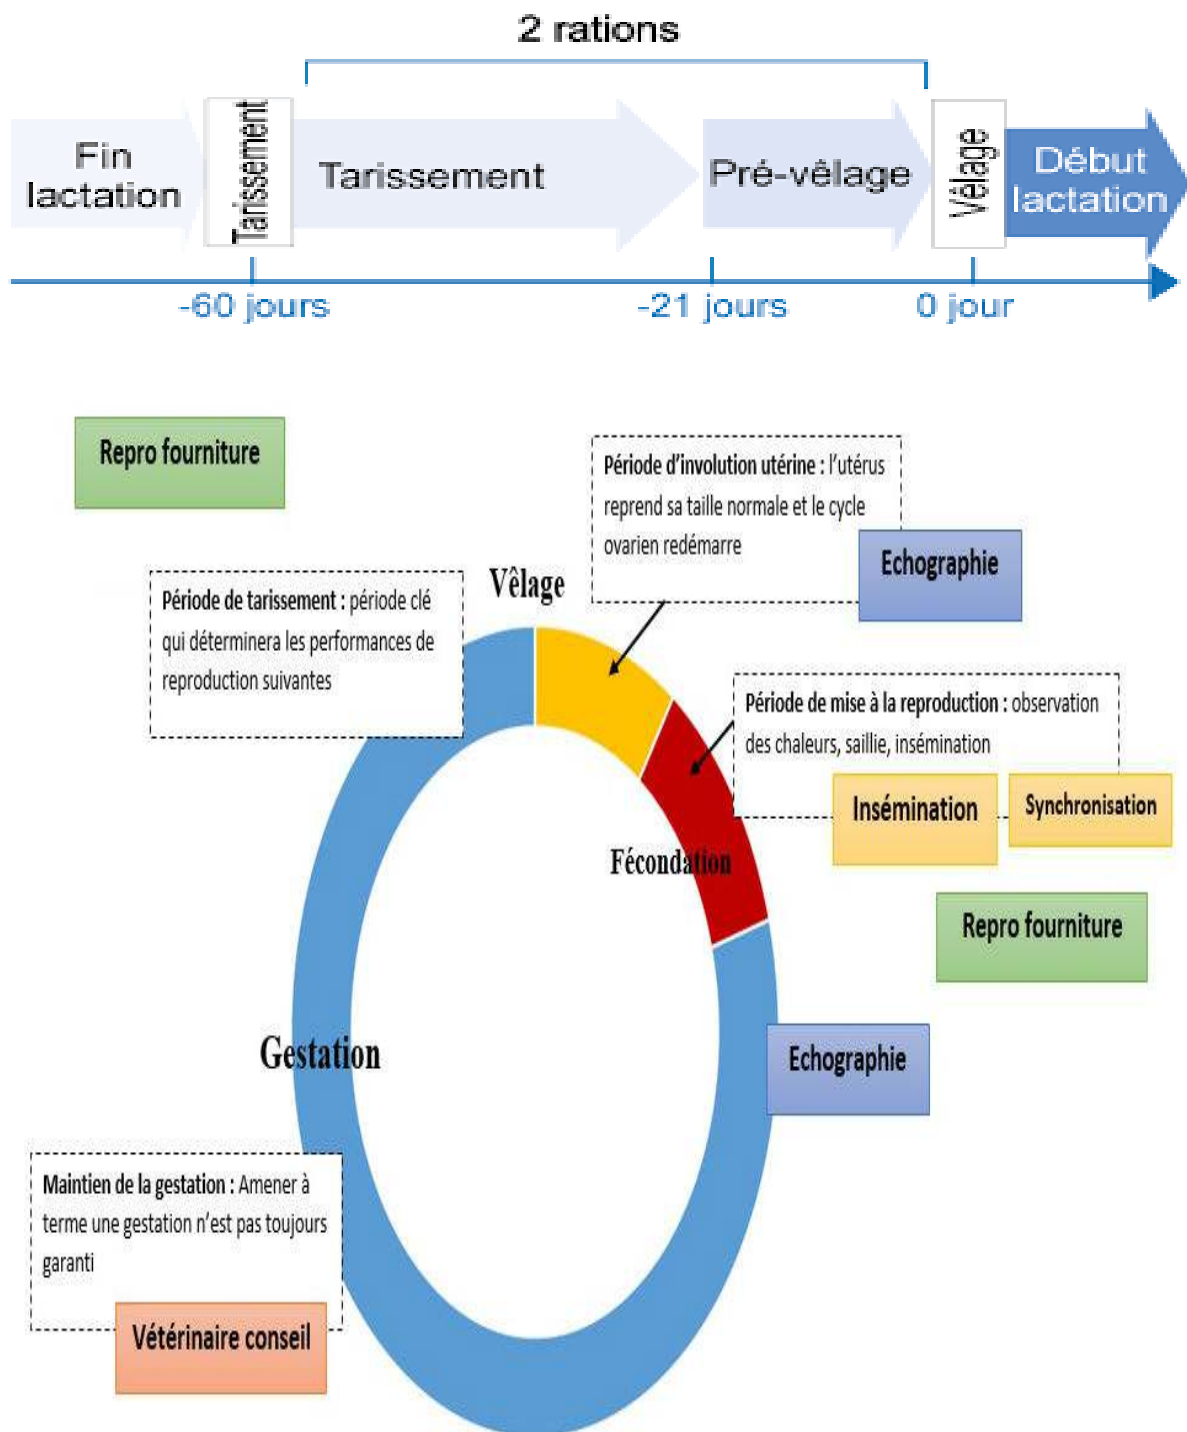 2 rations
Fin
lactation
Tarissement
Tarissement
Pré-vêlage
Vêlage
Début
lactation
-60 jours
-21 jours
0 jour
Repro fourniture
Période d'involution utérine : l'utérus
reprend sa taille normale et le cycle
ovarien redémarre
Echographie
Vêlage
Période de tarissement : période clé
qui déterminera les performances de
reproduction suivantes
Période de mise à la reproduction : observation
des chaleurs, saillie, insémination
Insémination
Synchronisation
Fécondation
Repro fourniture
Echographie
Gestation
Maintien de la gestation : Amener à
terme une gestation n'est pas toujours
garanti
Vétérinaire conseil